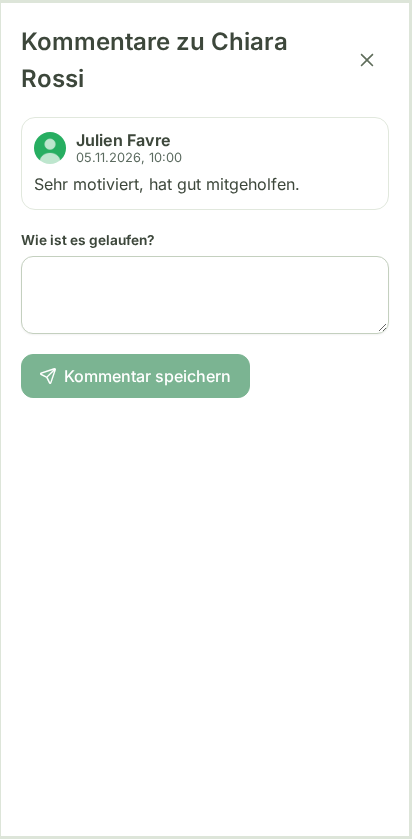 Kommentare zu Chiara
Rossi
Julien Favre
05.11.2026, 10:00
Sehr motiviert, hat gut mitgeholfen.
Wie ist es gelaufen?
Kommentar speichern